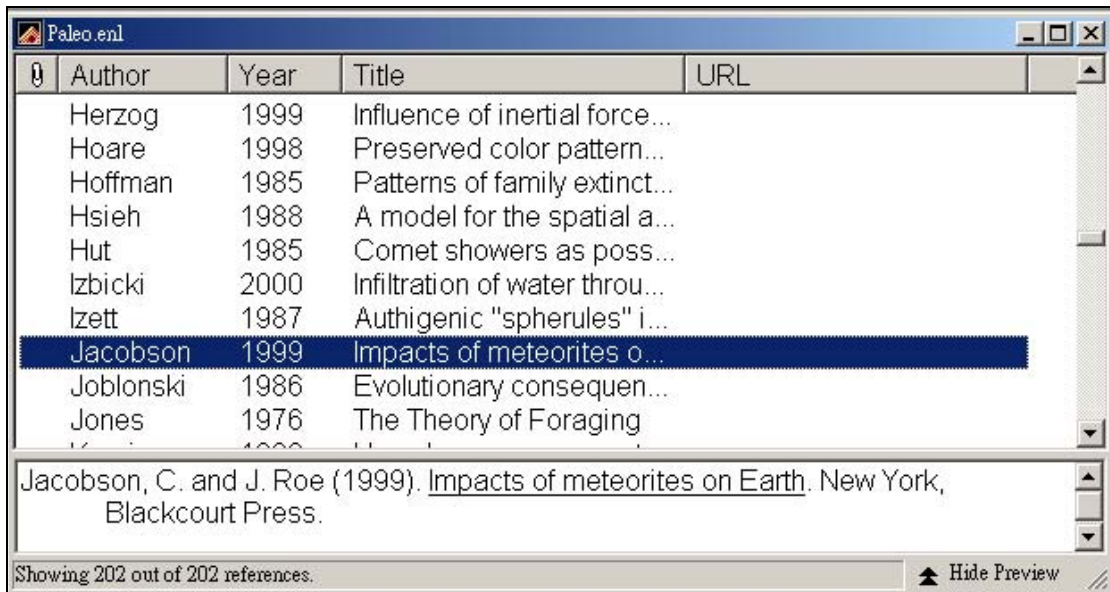 Paleo.enl
Author Year Title URL
Herzog 1999 Influence of inertial force...
Hoare 1998 Preserved color pattern...
Hoffman 1985 Patterns of family extinct...
Hsieh 1988 A model for the spatial a...
Hut 1985 Comet showers as poss...
Izbicki 2000 Infiltration of water throu...
Izett 1987 Authigenic "spherules" i...
Jacobson 1999 Impacts of meteorites o...
Joblonski 1986 Evolutionary consequen...
Jones 1976 The Theory of Foraging
Jacobson, C. and J. Roe (1999). Impacts of meteorites on Earth. New York,
Blackcourt Press.
Showing 202 out of 202 references. Hide Preview